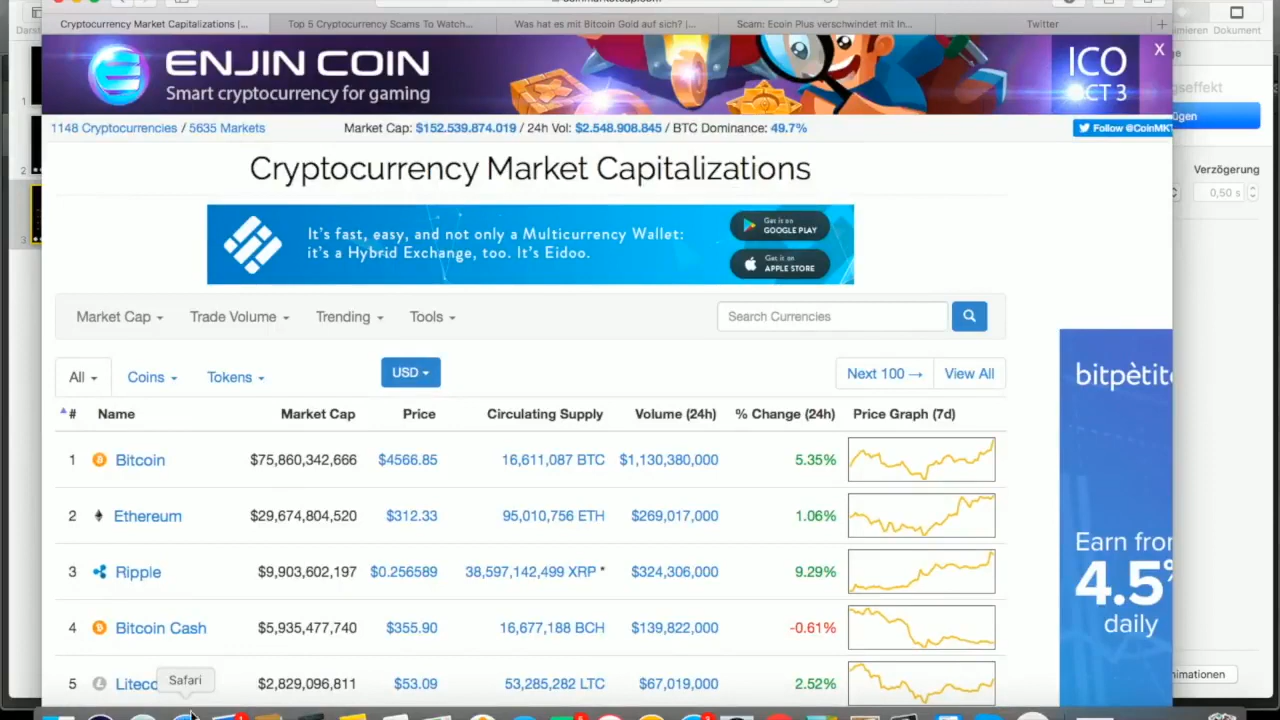 Cryptocurrency Market Capitalizations |...
Top 5 Cryptocurrency Scams To Watch...
Was hat es mit Bitcoin Gold auf sich? |...
Scam: Ecoin Plus verschwindet mit In...
Twitter
Dokument
ENJIN COIN
Smart cryptocurrency for gaming
ICO
OCT 3
X
1148 Cryptocurrencies / 5635 Markets
Market Cap: $152.539.874.019 / 24h Vol: $2.548.908.845 / BTC Dominance: 49.7%
Follow @CoinMK
Cryptocurrency Market Capitalizations
Verzögerung
0,50 s
It's fast, easy, and not only a Multicurrency Wallet:
it's a Hybrid Exchange, too. It's Eidoo.
Get it on
GOOGLE PLAY
Get it on
APPLE STORE
Market Cap Trade Volume Trending Tools
Search Currencies
All Coins Tokens USD Next 100 → View All
# Name Market Cap Price Circulating Supply Volume (24h) % Change (24h) Price Graph (7d)
1 Bitcoin $75,860,342,666 $4566.85 16,611,087 BTC $1,130,380,000 5.35%
2 Ethereum $29,674,804,520 $312.33 95,010,756 ETH $269,017,000 1.06%
3 Ripple $9,903,602,197 $0.256589 38,597,142,499 XRP * $324,306,000 9.29%
4 Bitcoin Cash $5,935,477,740 $355.90 16,677,188 BCH $139,822,000 -0.61%
5 Litec $2,829,096,811 $53.09 53,285,282 LTC $67,019,000 2.52%
Safari
bitpètit
Earn fro
4.5%
daily
1
2
3